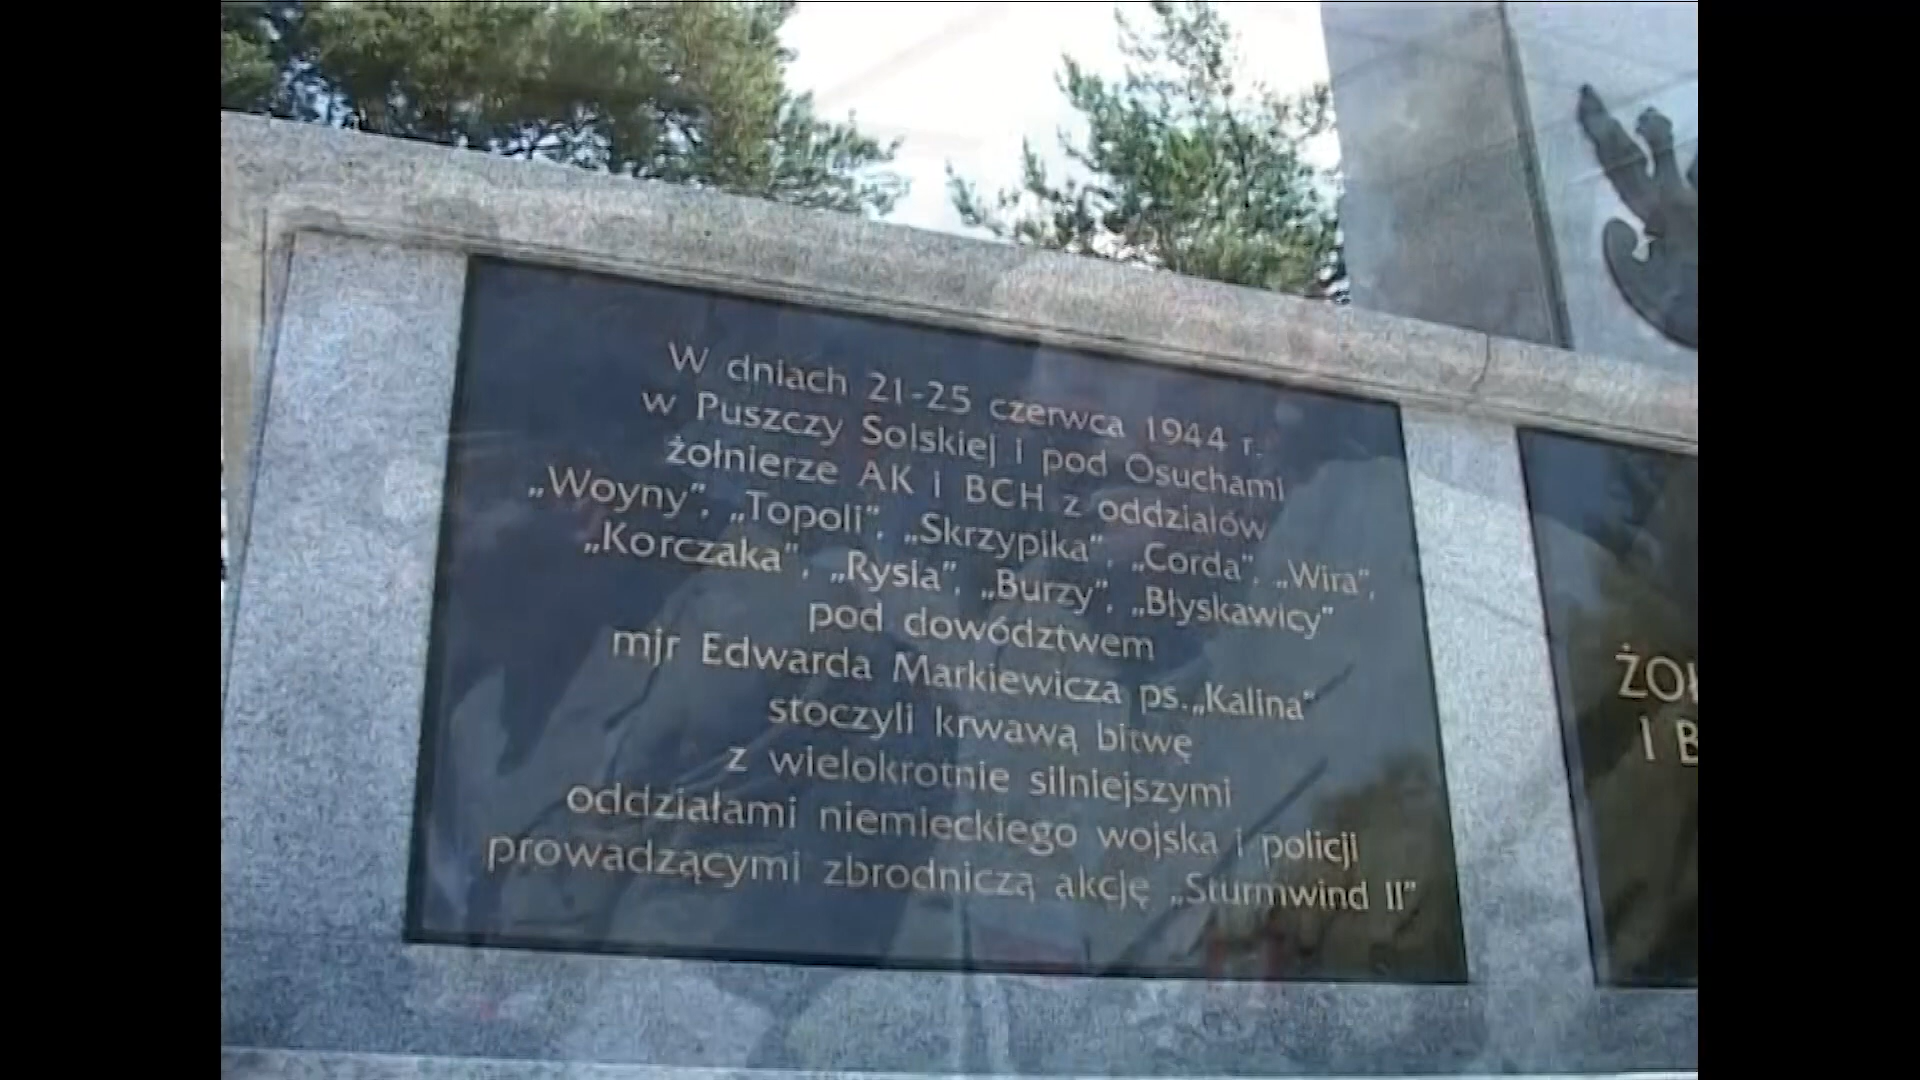 W dniach 21-25 czerwca 1944 r.
w Puszczy Solskiej i pod Osuchami
żołnierze AK i BCH z oddziałów
„Woyny”, „Topoli”, „Skrzypika”, „Corda”, „Wira”,
„Korczaka”, „Rysia”, „Burzy”, „Błyskawicy”
pod dowództwem
mjr Edwarda Markiewicza ps.„Kalina”
stoczyli krwawą bitwę
z wielokrotnie silniejszymi
oddziałami niemieckiego wojska i policji
prowadzącymi zbrodniczą akcję „Sturmwind II”
ŻOŁ
I B